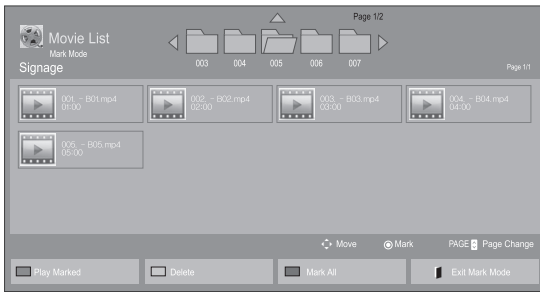 Page 1/2
Movie List
Mark Mode
003 004 005 006 007
Signage
Page 1/1
001. - B01.mp4
01:00
002. - B02.mp4
02:00
003. - B03.mp4
03:00
004. - B04.mp4
04:00
005. - B05.mp4
05:00
Move Mark PAGE Page Change
Play Marked Delete Mark All Exit Mark Mode